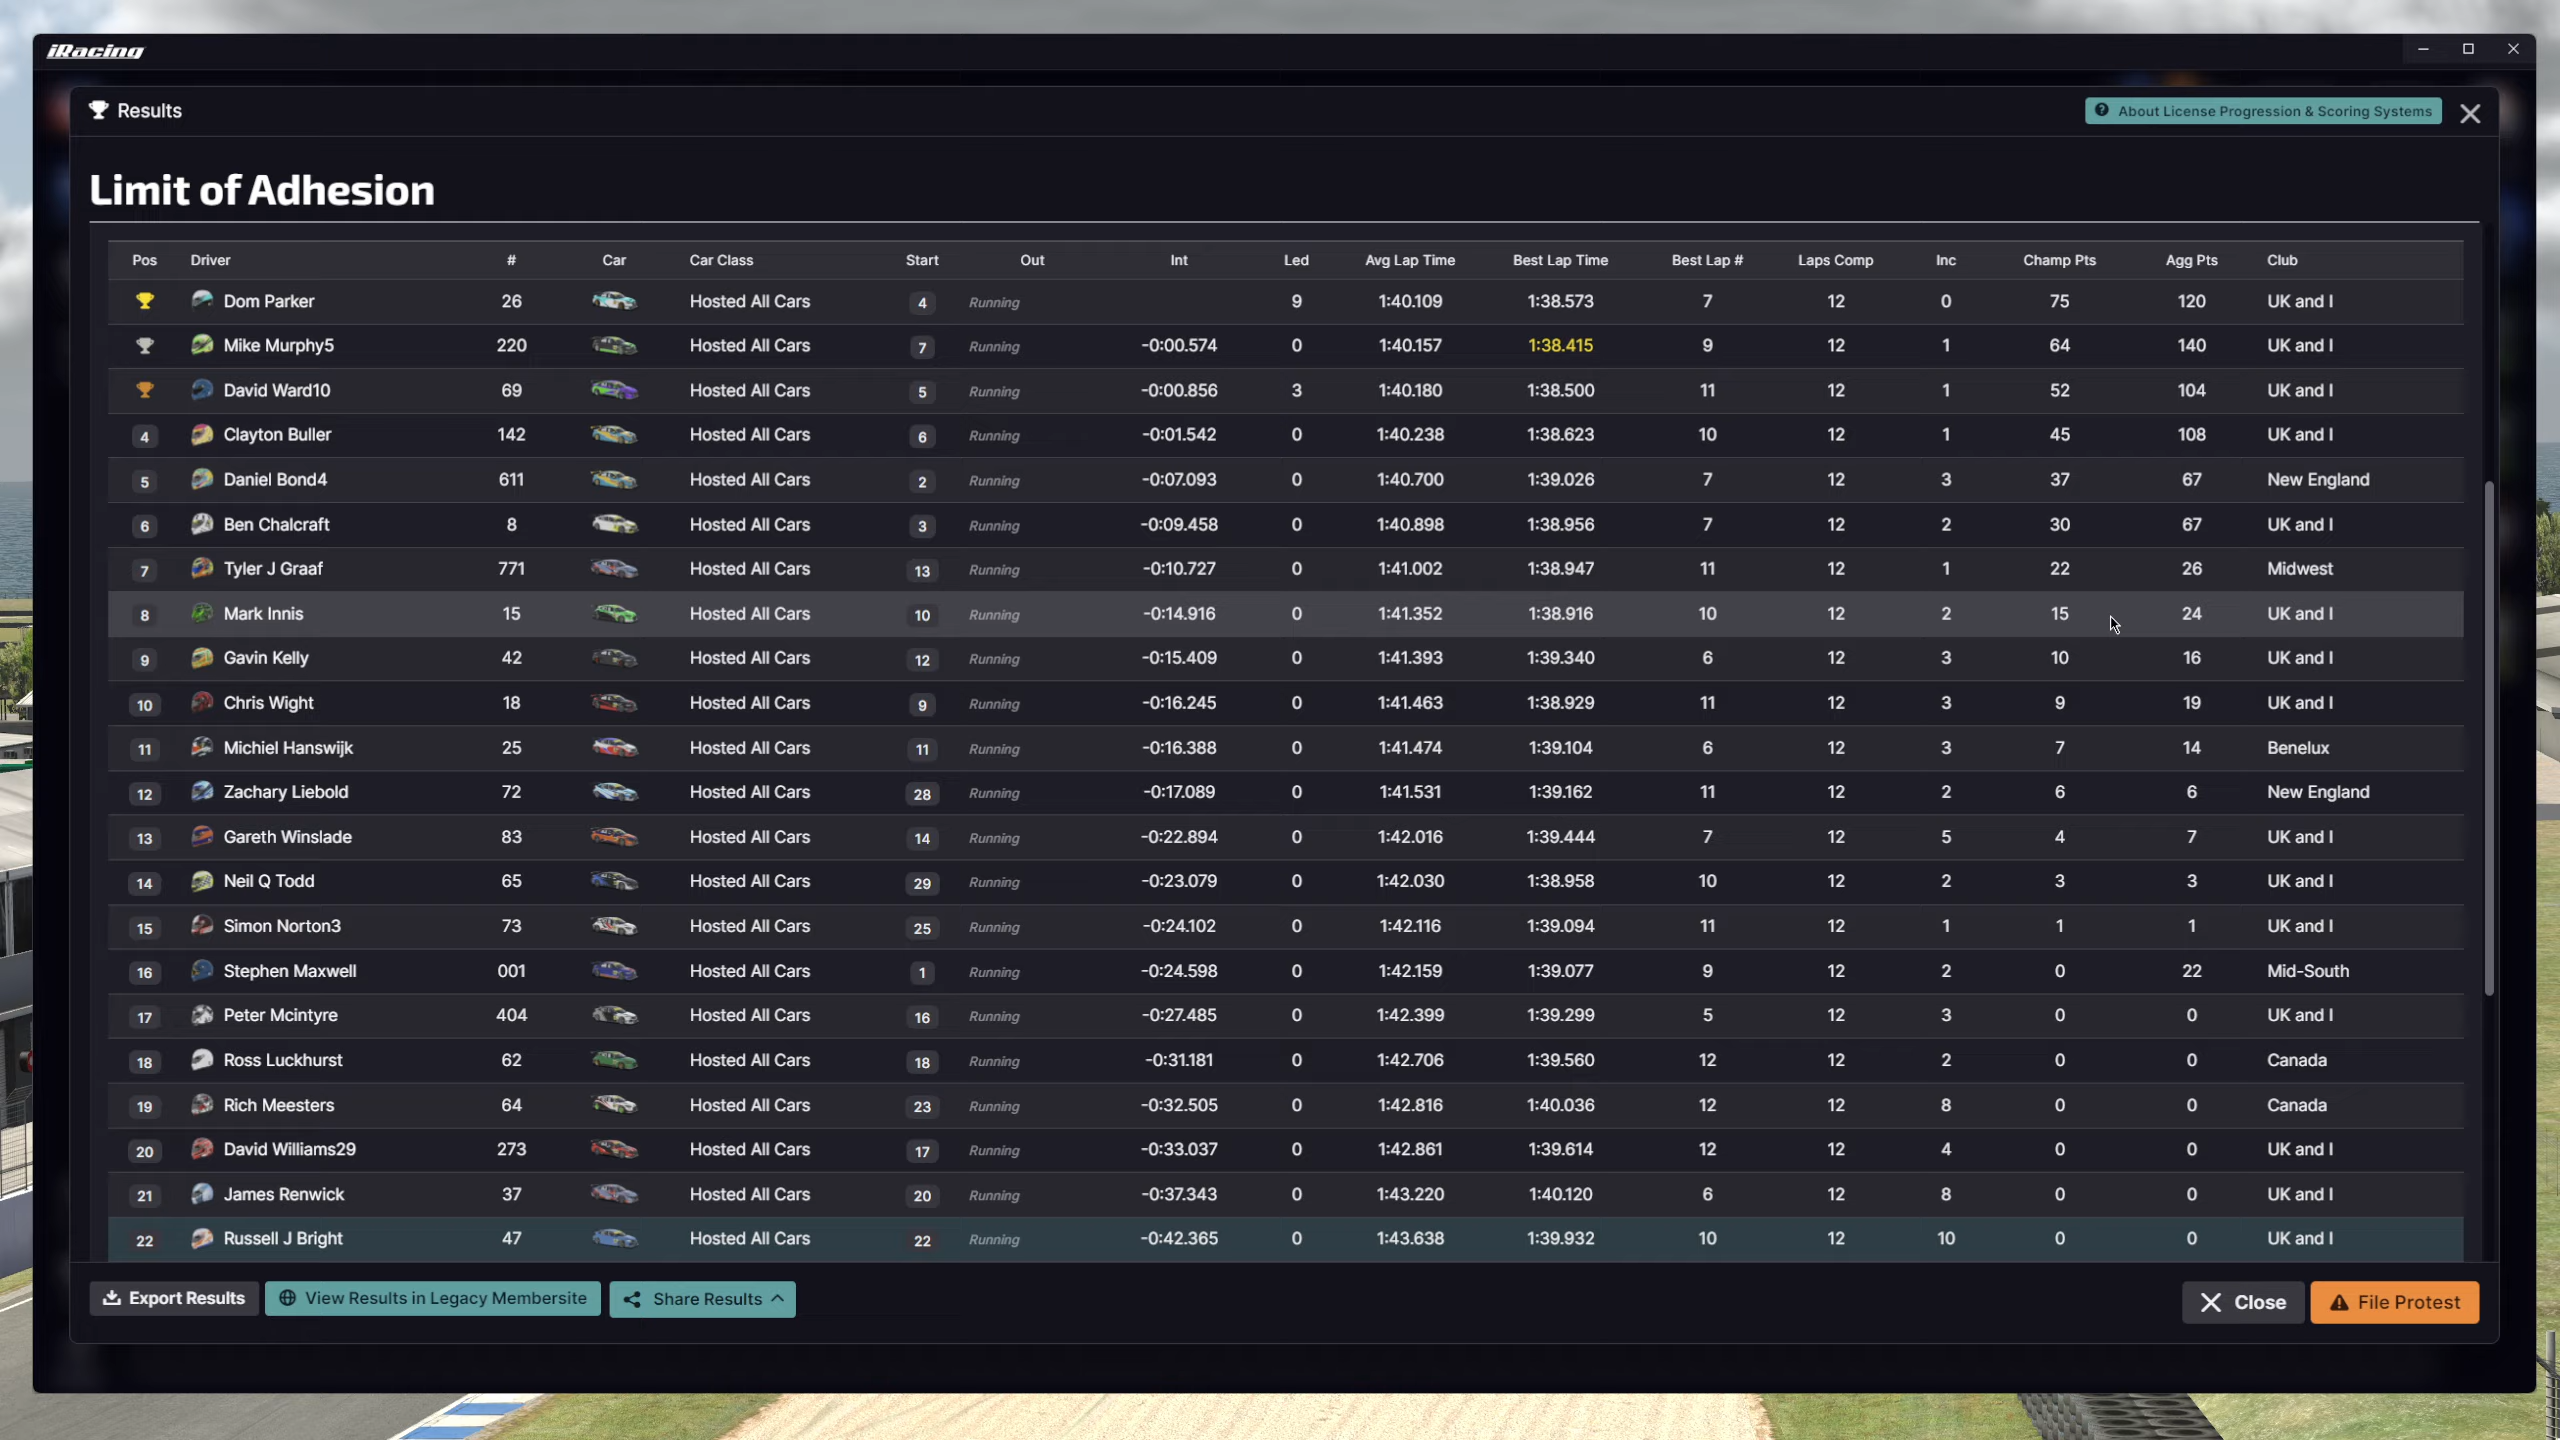 iRacing
Results
About License Progression & Scoring Systems
Limit of Adhesion
Pos Driver # Car Car Class Start Out Int Led Avg Lap Time Best Lap Time Best Lap # Laps Comp Inc Champ Pts Agg Pts Club
Dom Parker 26 Hosted All Cars 4 Running 9 1:40.109 1:38.573 7 12 0 75 120 UK and I
Mike Murphy5 220 Hosted All Cars 7 Running -0:00.574 0 1:40.157 1:38.415 9 12 1 64 140 UK and I
David Ward10 69 Hosted All Cars 5 Running -0:00.856 3 1:40.180 1:38.500 11 12 1 52 104 UK and I
4 Clayton Buller 142 Hosted All Cars 6 Running -0:01.542 0 1:40.238 1:38.623 10 12 1 45 108 UK and I
5 Daniel Bond4 611 Hosted All Cars 2 Running -0:07.093 0 1:40.700 1:39.026 7 12 3 37 67 New England
6 Ben Chalcraft 8 Hosted All Cars 3 Running -0:09.458 0 1:40.898 1:38.956 7 12 2 30 67 UK and I
7 Tyler J Graaf 771 Hosted All Cars 13 Running -0:10.727 0 1:41.002 1:38.947 11 12 1 22 26 Midwest
8 Mark Innis 15 Hosted All Cars 10 Running -0:14.916 0 1:41.352 1:38.916 10 12 2 15 24 UK and I
9 Gavin Kelly 42 Hosted All Cars 12 Running -0:15.409 0 1:41.393 1:39.340 6 12 3 10 16 UK and I
10 Chris Wight 18 Hosted All Cars 9 Running -0:16.245 0 1:41.463 1:38.929 11 12 3 9 19 UK and I
11 Michiel Hanswijk 25 Hosted All Cars 11 Running -0:16.388 0 1:41.474 1:39.104 6 12 3 7 14 Benelux
12 Zachary Liebold 72 Hosted All Cars 28 Running -0:17.089 0 1:41.531 1:39.162 11 12 2 6 6 New England
13 Gareth Winslade 83 Hosted All Cars 14 Running -0:22.894 0 1:42.016 1:39.444 7 12 5 4 7 UK and I
14 Neil Q Todd 65 Hosted All Cars 29 Running -0:23.079 0 1:42.030 1:38.958 10 12 2 3 3 UK and I
15 Simon Norton3 73 Hosted All Cars 25 Running -0:24.102 0 1:42.116 1:39.094 11 12 1 1 1 UK and I
16 Stephen Maxwell 001 Hosted All Cars 1 Running -0:24.598 0 1:42.159 1:39.077 9 12 2 0 22 Mid-South
17 Peter Mcintyre 404 Hosted All Cars 16 Running -0:27.485 0 1:42.399 1:39.299 5 12 3 0 0 UK and I
18 Ross Luckhurst 62 Hosted All Cars 18 Running -0:31.181 0 1:42.706 1:39.560 12 12 2 0 0 Canada
19 Rich Meesters 64 Hosted All Cars 23 Running -0:32.505 0 1:42.816 1:40.036 12 12 8 0 0 Canada
20 David Williams29 273 Hosted All Cars 17 Running -0:33.037 0 1:42.861 1:39.614 12 12 4 0 0 UK and I
21 James Renwick 37 Hosted All Cars 20 Running -0:37.343 0 1:43.220 1:40.120 6 12 8 0 0 UK and I
22 Russell J Bright 47 Hosted All Cars 22 Running -0:42.365 0 1:43.638 1:39.932 10 12 10 0 0 UK and I
Export Results View Results in Legacy Membersite Share Results Close File Protest